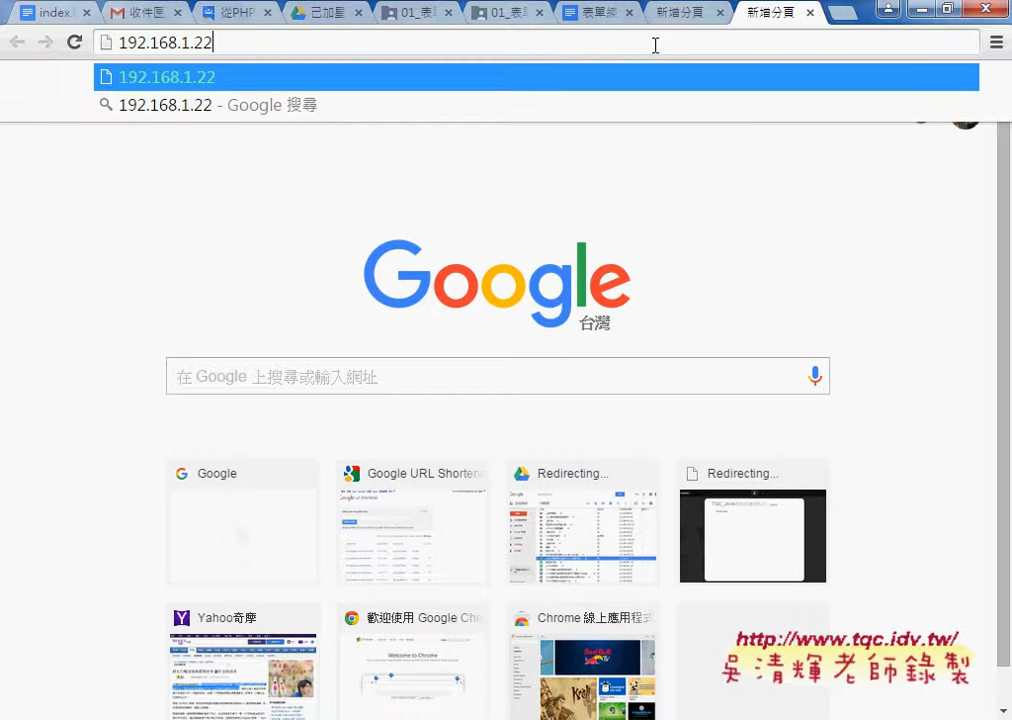 index.
收件匣
從PHP
已加星
01_表
01_表
表單練
新增分頁
新增分頁
192.168.1.22
192.168.1.22
192.168.1.22 - Google 搜尋
Google
台灣
在 Google 上搜尋或輸入網址
Google
Google URL Shortene
Redirecting...
Redirecting...
Yahoo奇摩
歡迎使用 Google Ch
Chrome 線上應用程式
http://www.tqc.idv.tw/
吳清輝老師錄製